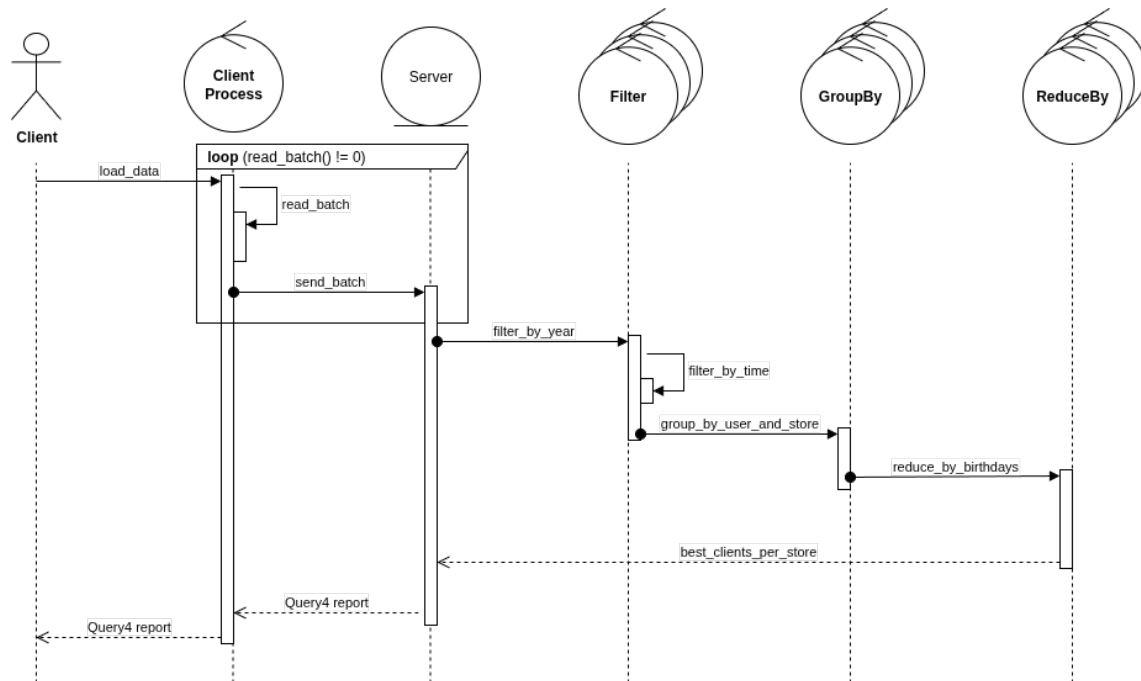 Client
Process
Server
Filter
GroupBy
ReduceBy
Client
loop (read_batch() != 0)
load_data
read_batch
send_batch
filter_by_year
filter_by_time
group_by_user_and_store
reduce_by_birthdays
best_clients_per_store
Query4 report
Query4 report